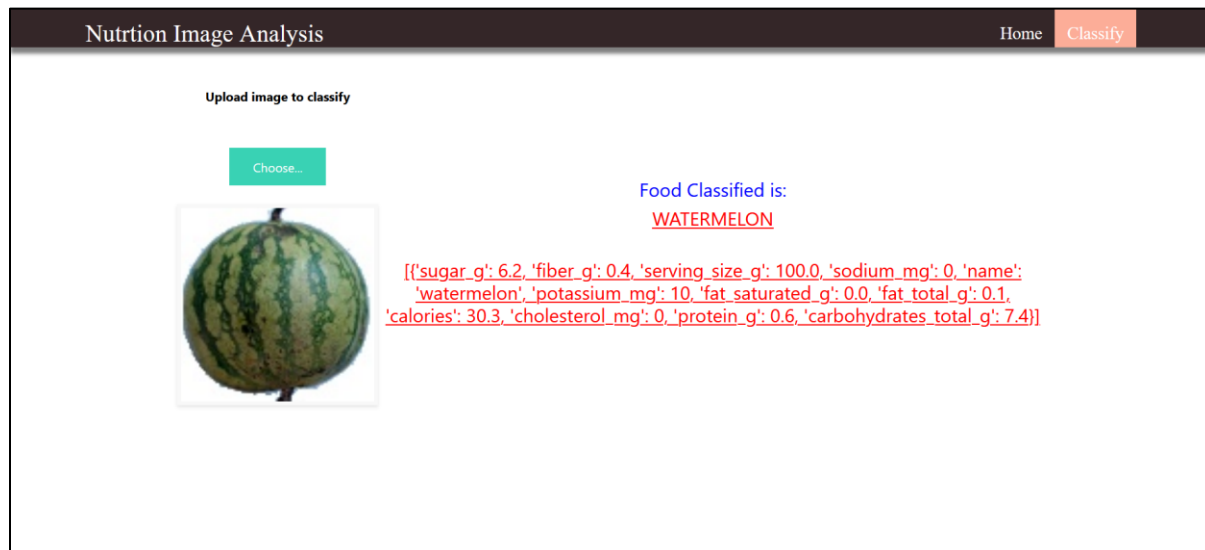 Nutrtion Image Analysis
Home
Classify
Upload image to classify
Choose...
Food Classified is:
WATERMELON
[{'sugar_g': 6.2, 'fiber_g': 0.4, 'serving_size_g': 100.0, 'sodium_mg': 0, 'name':
'watermelon', 'potassium_mg': 10, 'fat_saturated_g': 0.0, 'fat_total_g': 0.1,
'calories': 30.3, 'cholesterol_mg': 0, 'protein_g': 0.6, 'carbohydrates_total_g': 7.4}]